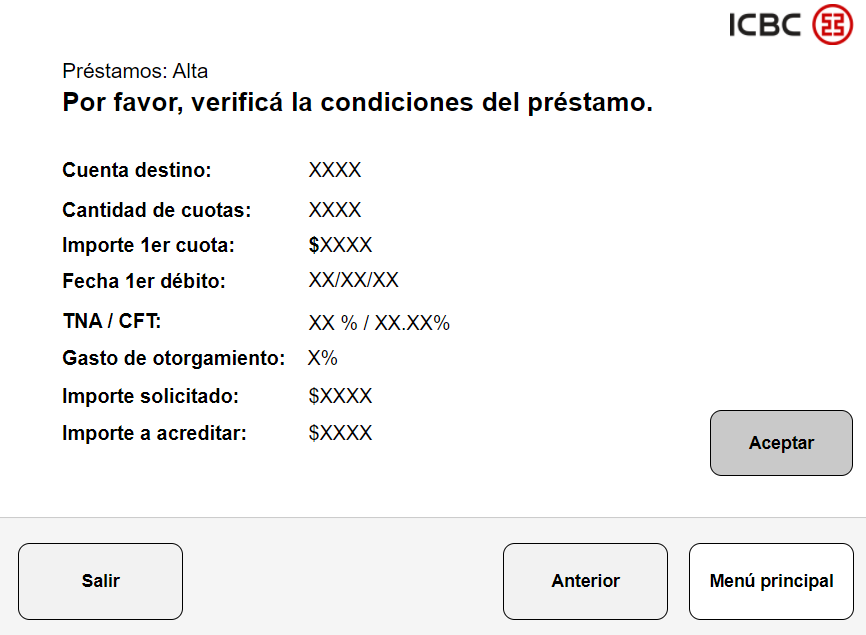 ICBC
Préstamos: Alta
Por favor, verificá la condiciones del préstamo.
Cuenta destino: XXXX
Cantidad de cuotas: XXXX
Importe 1er cuota: $XXXX
Fecha 1er débito: XX/XX/XX
TNA / CFT: XX % / XX.XX%
Gasto de otorgamiento: X%
Importe solicitado: $XXXX
Importe a acreditar: $XXXX
Aceptar
Salir Anterior Menú principal